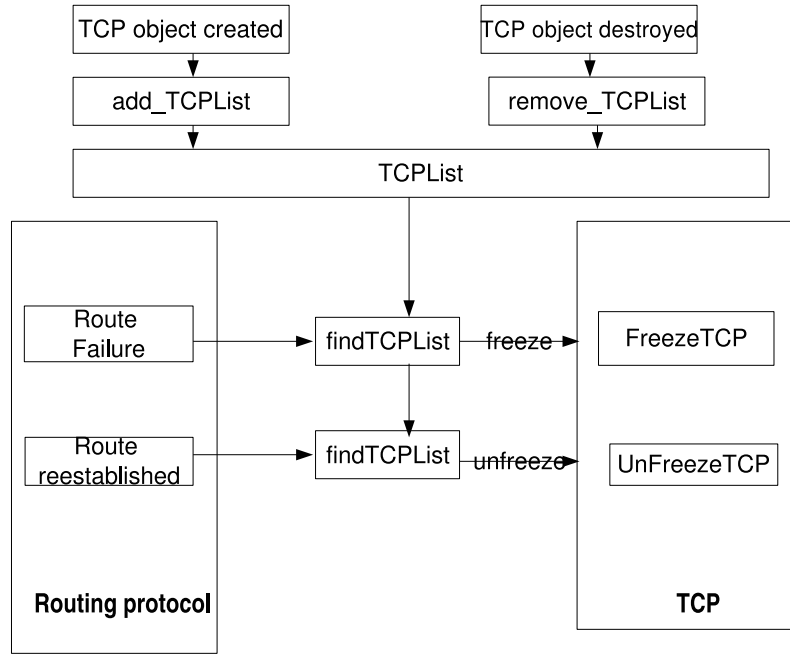 TCP object created
TCP object destroyed
add_TCPList
remove_TCPList
TCPList
Route
Failure
findTCPList
freeze
FreezeTCP
Route
reestablished
findTCPList
unfreeze
UnFreezeTCP
Routing protocol
TCP